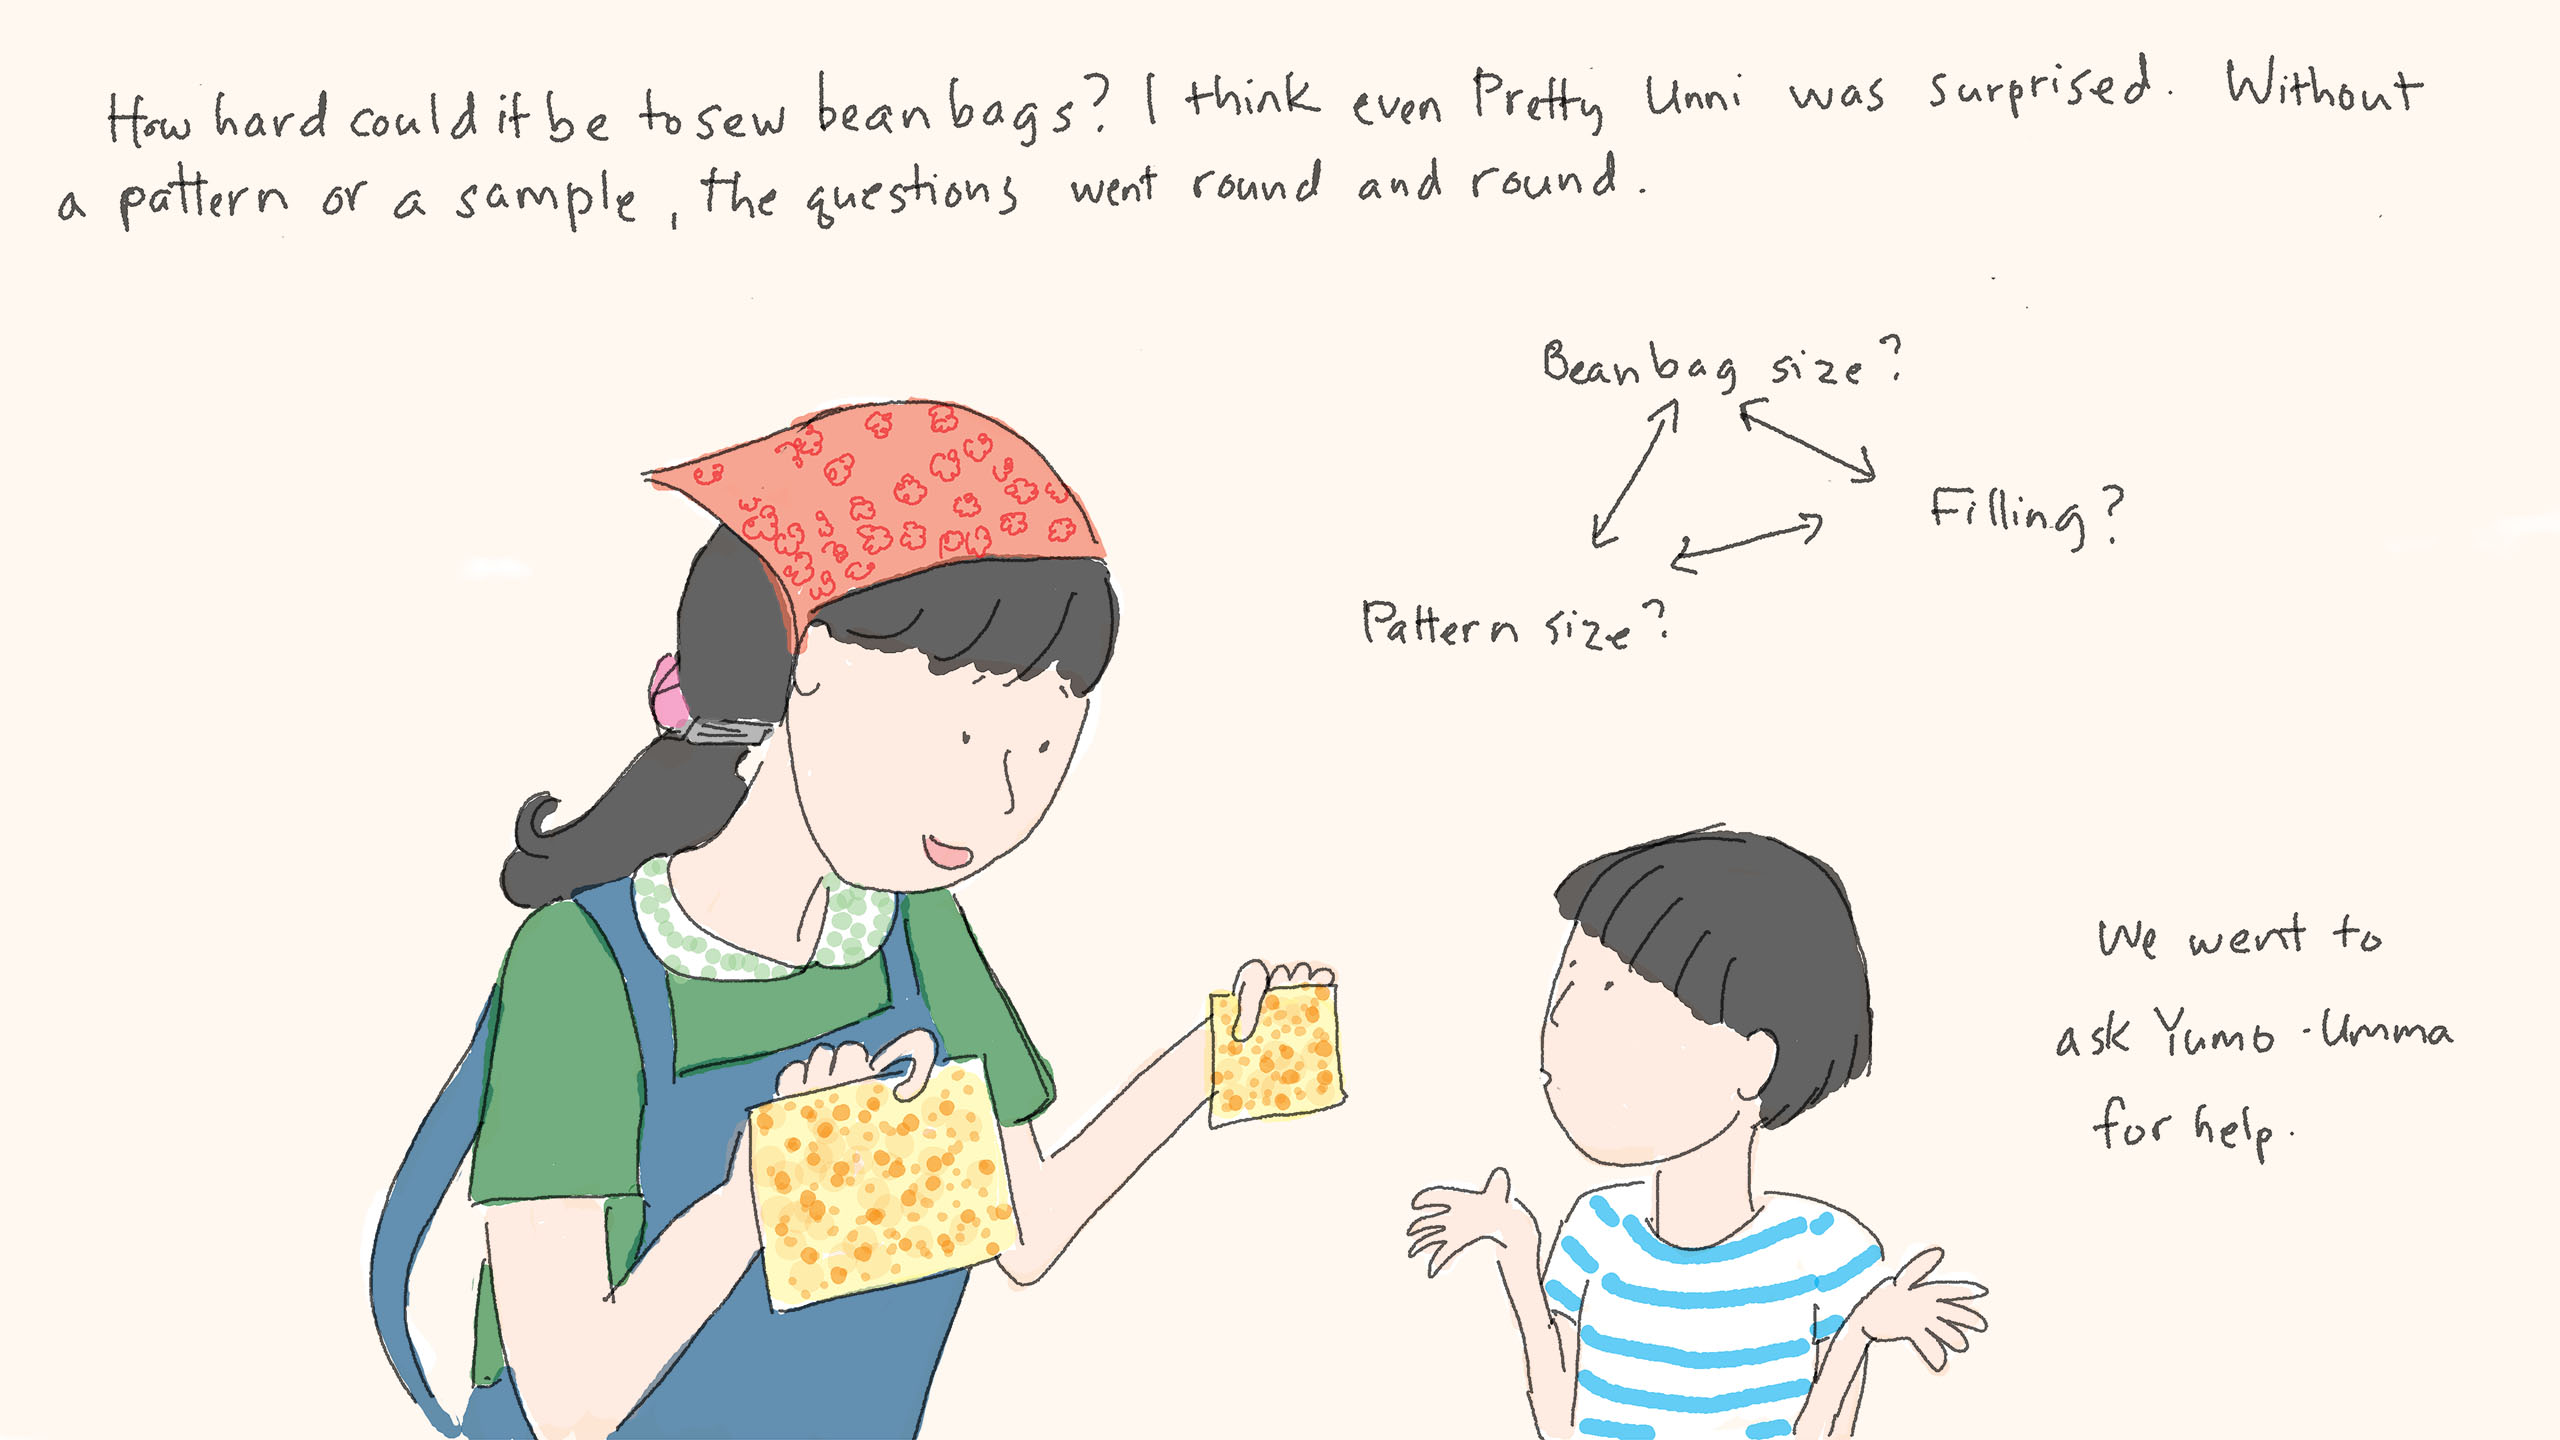 How hard could it be to sew bean bags? I think even Pretty Unni was surprised. Without
a pattern or a sample, the questions went round and round.
Beanbag size?
Filling?
Pattern size?
We went to
ask Yumo-Umma
for help.